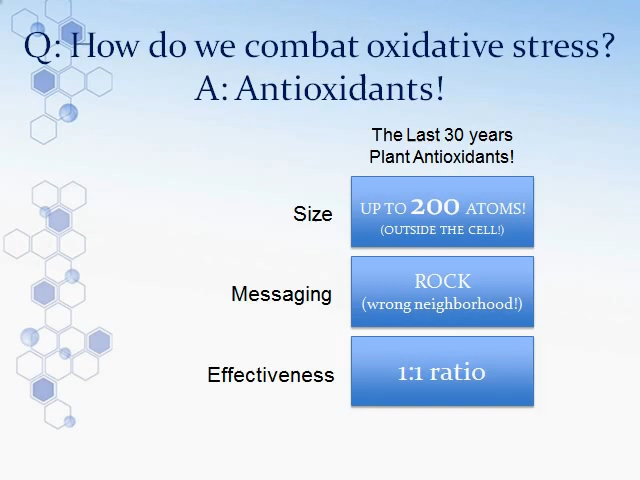 Q: How do we combat oxidative stress?
A: Antioxidants!
The Last 30 years
Plant Antioxidants!
Size
UP TO 200 ATOMS!
(OUTSIDE THE CELL!)
Messaging
ROCK
(wrong neighborhood!)
Effectiveness
1:1 ratio